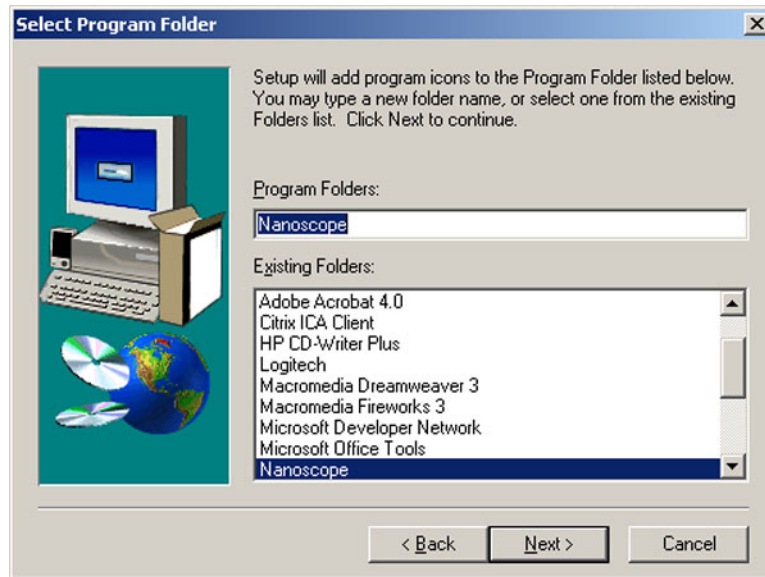 Select Program Folder
Setup will add program icons to the Program Folder listed below.
You may type a new folder name, or select one from the existing
Folders list. Click Next to continue.
Program Folders:
Nanoscope
Existing Folders:
Adobe Acrobat 4.0
Citrix ICA Client
HP CD-Writer Plus
Logitech
Macromedia Dreamweaver 3
Macromedia Fireworks 3
Microsoft Developer Network
Microsoft Office Tools
Nanoscope
< Back Next > Cancel